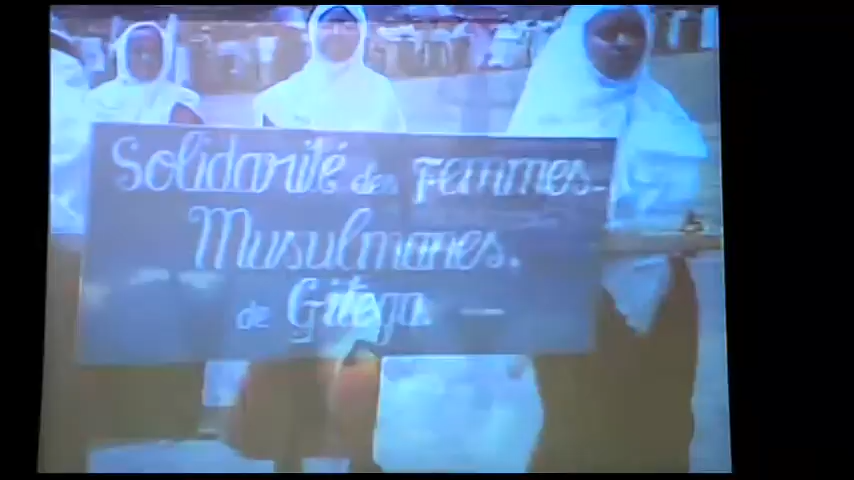 Solidarité des Femmes-
Musulmanes.
de Gitega —